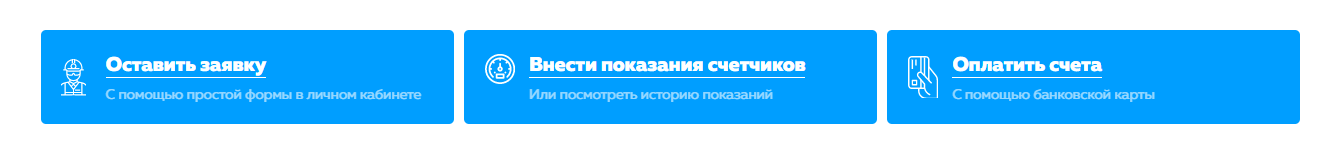 Оставить заявку
С помощью простой формы в личном кабинете
Внести показания счетчиков
Или посмотреть историю показаний
Оплатить счета
С помощью банковской карты